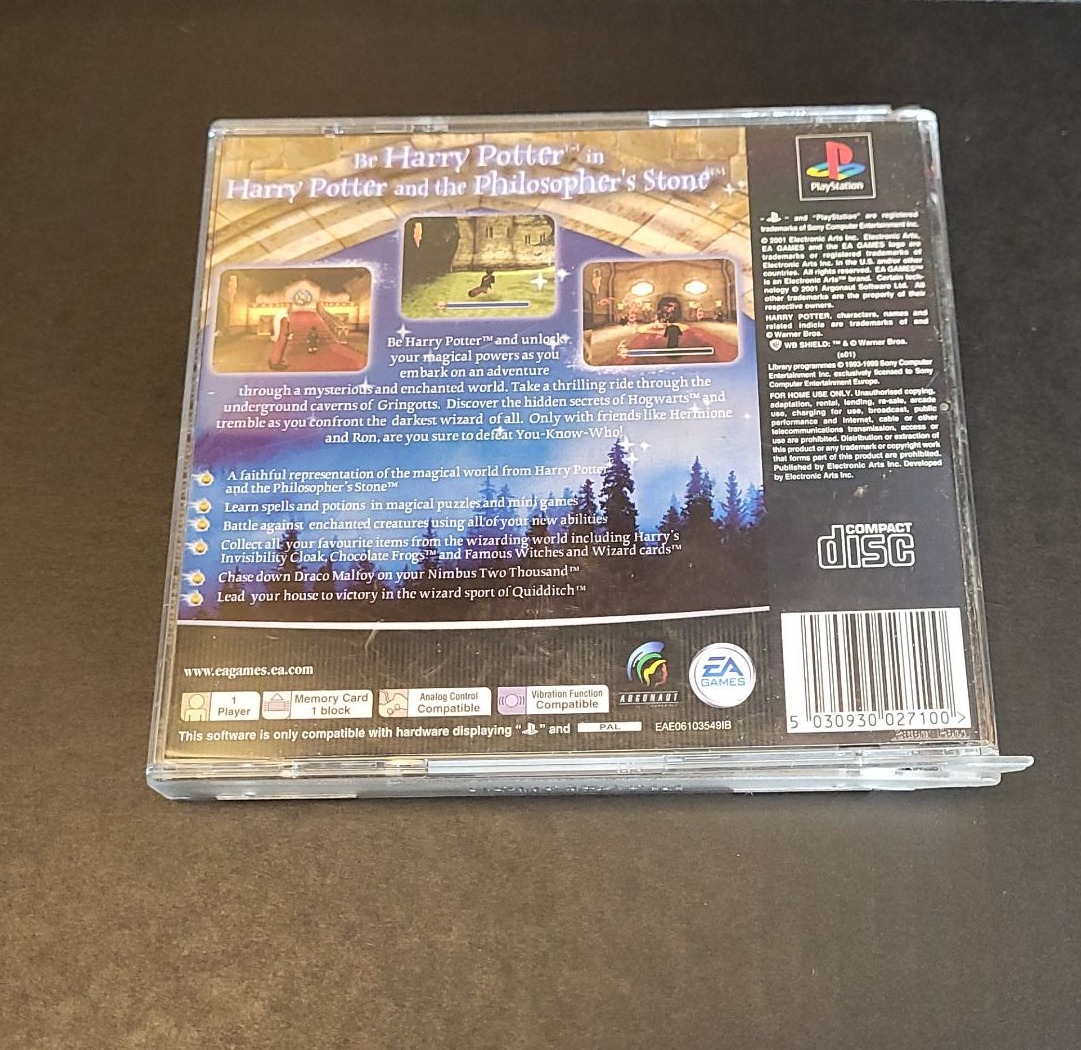 Be Harry Potter™ in
Harry Potter and the Philosopher's Stone™
Be Harry Potter™ and unlock
your magical powers as you
embark on an adventure
through a mysterious and enchanted world. Take a thrilling ride through the
underground caverns of Gringotts. Discover the hidden secrets of Hogwarts™ and
tremble as you confront the darkest wizard of all. Only with friends like Hermione
and Ron, are you sure to defeat You-Know-Who!
A faithful representation of the magical world from Harry Potter
and the Philosopher's Stone™
Learn spells and potions in magical puzzles and mini games
Battle against enchanted creatures using all of your new abilities
Collect all your favourite items from the wizarding world including Harry's
Invisibility Cloak, Chocolate Frogs™ and Famous Witches and Wizard cards™
Chase down Draco Malfoy on your Nimbus Two Thousand™
Lead your house to victory in the wizard sport of Quidditch™
www.eagames.ea.com
1
Player
Memory Card
1 block
Analog Control
Compatible
Vibration Function
Compatible
ARGONAUT
EA
GAMES
This software is only compatible with hardware displaying " " and PAL
EAE06103549IB
PlayStation
" " and "PlayStation" are registered
trademarks of Sony Computer Entertainment Inc.
© 2001 Electronic Arts Inc. Electronic Arts,
EA GAMES and the EA GAMES logo are
trademarks or registered trademarks of
Electronic Arts Inc. in the U.S. and/or other
countries. All rights reserved. EA GAMES™
is an Electronic Arts™ brand. Certain tech-
nology © 2001 Argonaut Software Ltd. All
other trademarks are the property of their
respective owners.
HARRY POTTER, characters, names and
related indicia are trademarks of and
© Warner Bros.
WB SHIELD: ™ & © Warner Bros.
(s01)
Library programmes © 1993-1999 Sony Computer
Entertainment Inc. exclusively licensed to Sony
Computer Entertainment Europe.
FOR HOME USE ONLY. Unauthorised copying,
adaptation, rental, lending, re-sale, arcade
use, charging for use, broadcast, public
performance and internet, cable or other
telecommunications transmission, access or
use are prohibited. Distribution or extraction of
this product or any trademark or copyright work
that forms part of this product are prohibited.
Published by Electronic Arts Inc. Developed
by Electronic Arts Inc.
COMPACT
disc
5 030930 027100 >